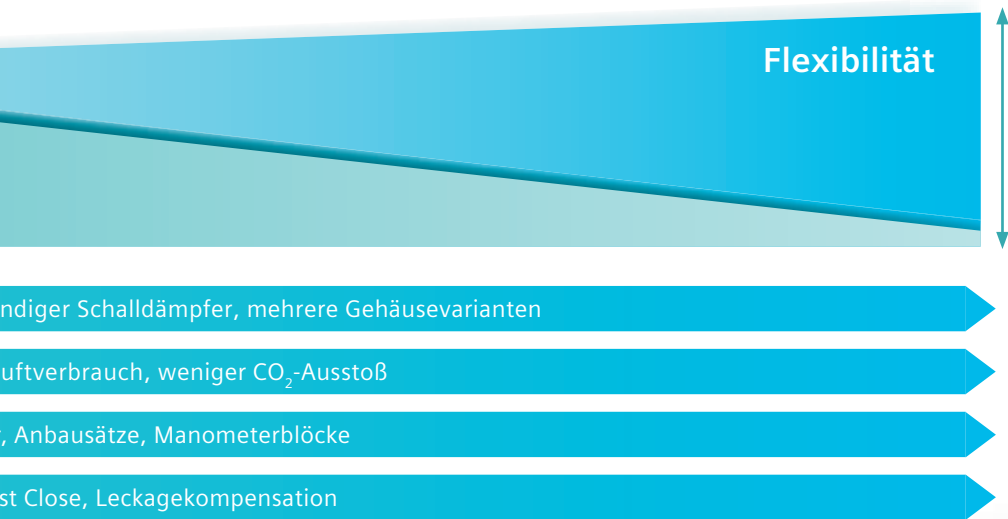 Flexibilität
ndiger Schalldämpfer, mehrere Gehäusevarianten
uftverbrauch, weniger CO₂-Ausstoß
, Anbausätze, Manometerblöcke
st Close, Leckagekompensation